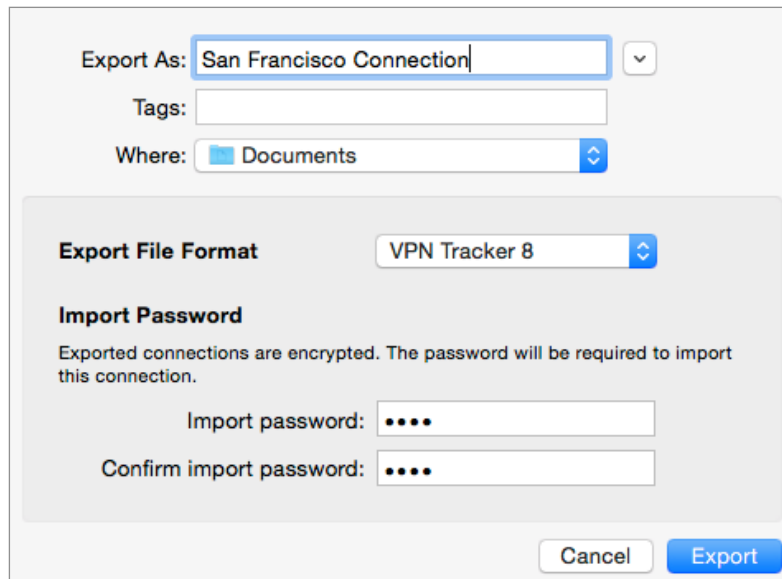 Export As: San Francisco Connection
Tags:
Where: Documents
Export File Format VPN Tracker 8
Import Password
Exported connections are encrypted. The password will be required to import
this connection.
Import password: ••••
Confirm import password: ••••
Cancel Export